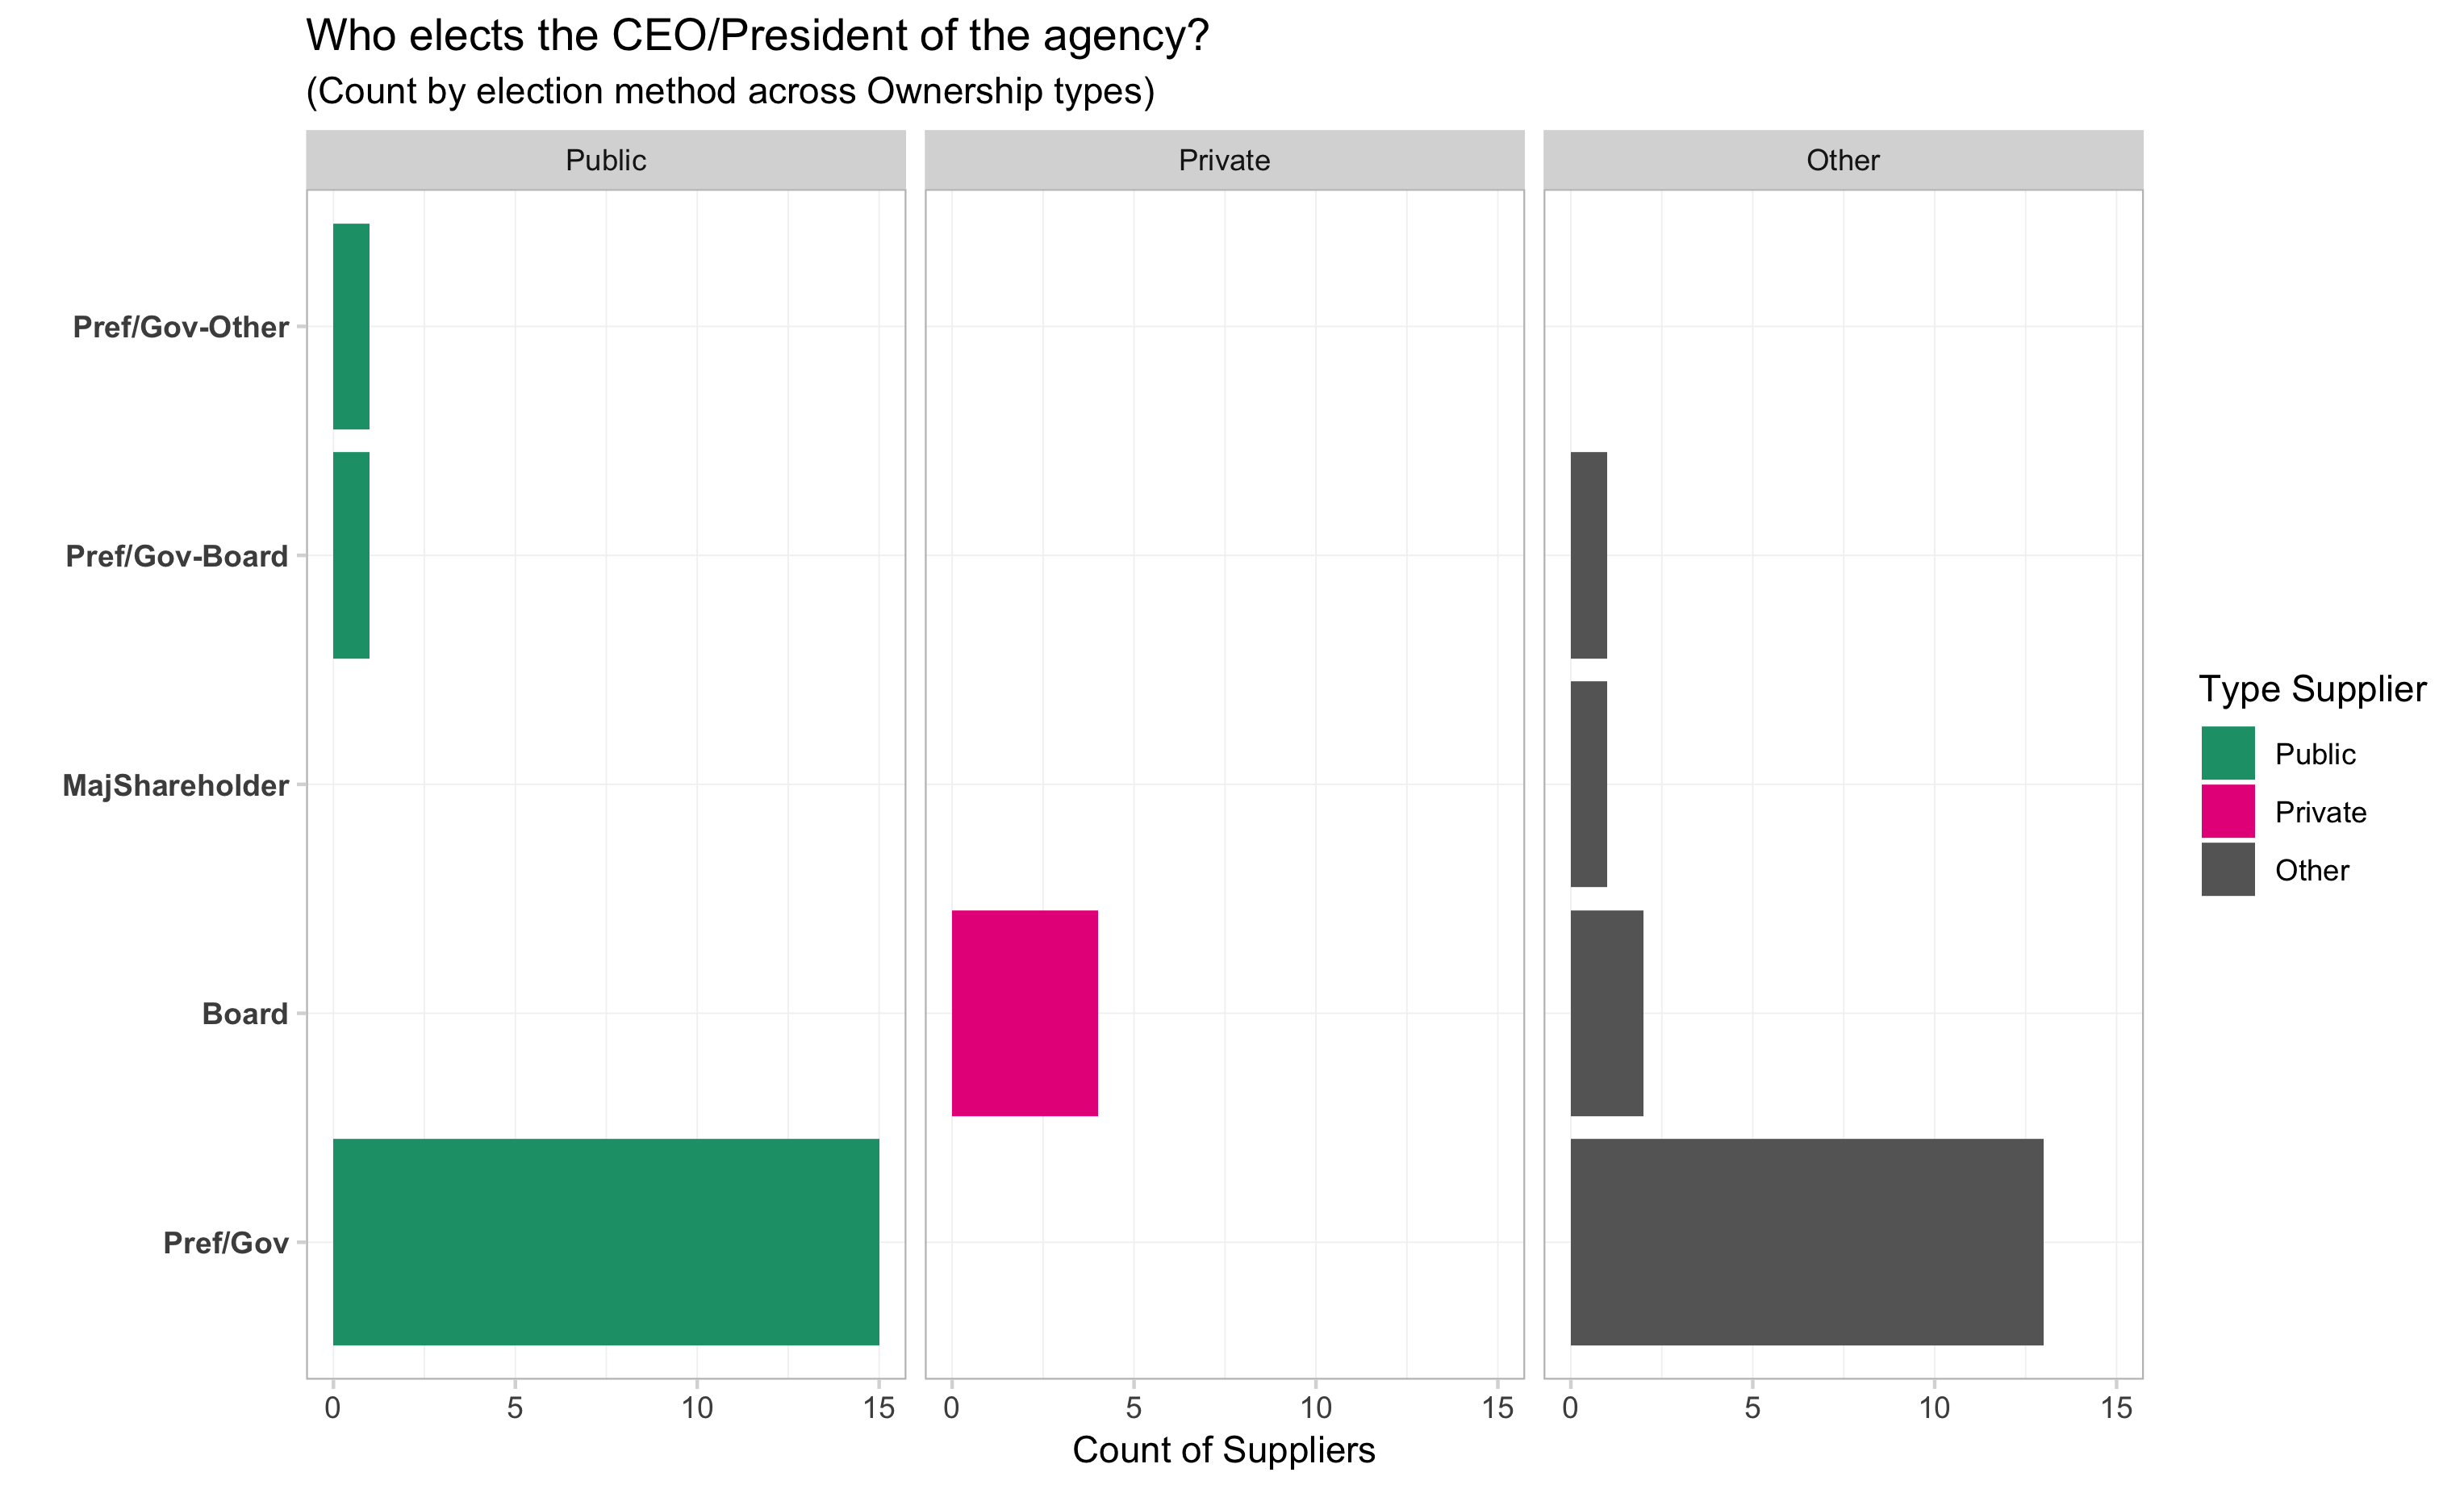 Who elects the CEO/President of the agency?
(Count by election method across Ownership types)
Public
Private
Other
Pref/Gov-Other
Pref/Gov-Board
MajShareholder
Board
Pref/Gov
0 5 10 15
0 5 10 15
0 5 10 15
Count of Suppliers
Type Supplier
Public
Private
Other